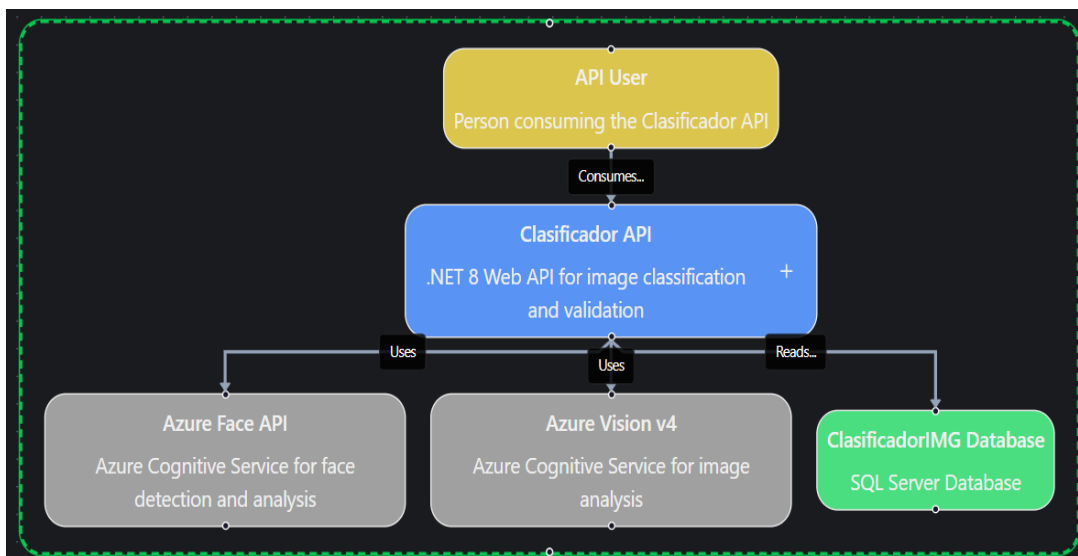 API User
Person consuming the Clasificador API
Consumes...
Clasificador API
.NET 8 Web API for image classification
and validation
+
Uses
Uses
Reads...
Azure Face API
Azure Cognitive Service for face
detection and analysis
Azure Vision v4
Azure Cognitive Service for image
analysis
ClasificadorIMG Database
SQL Server Database